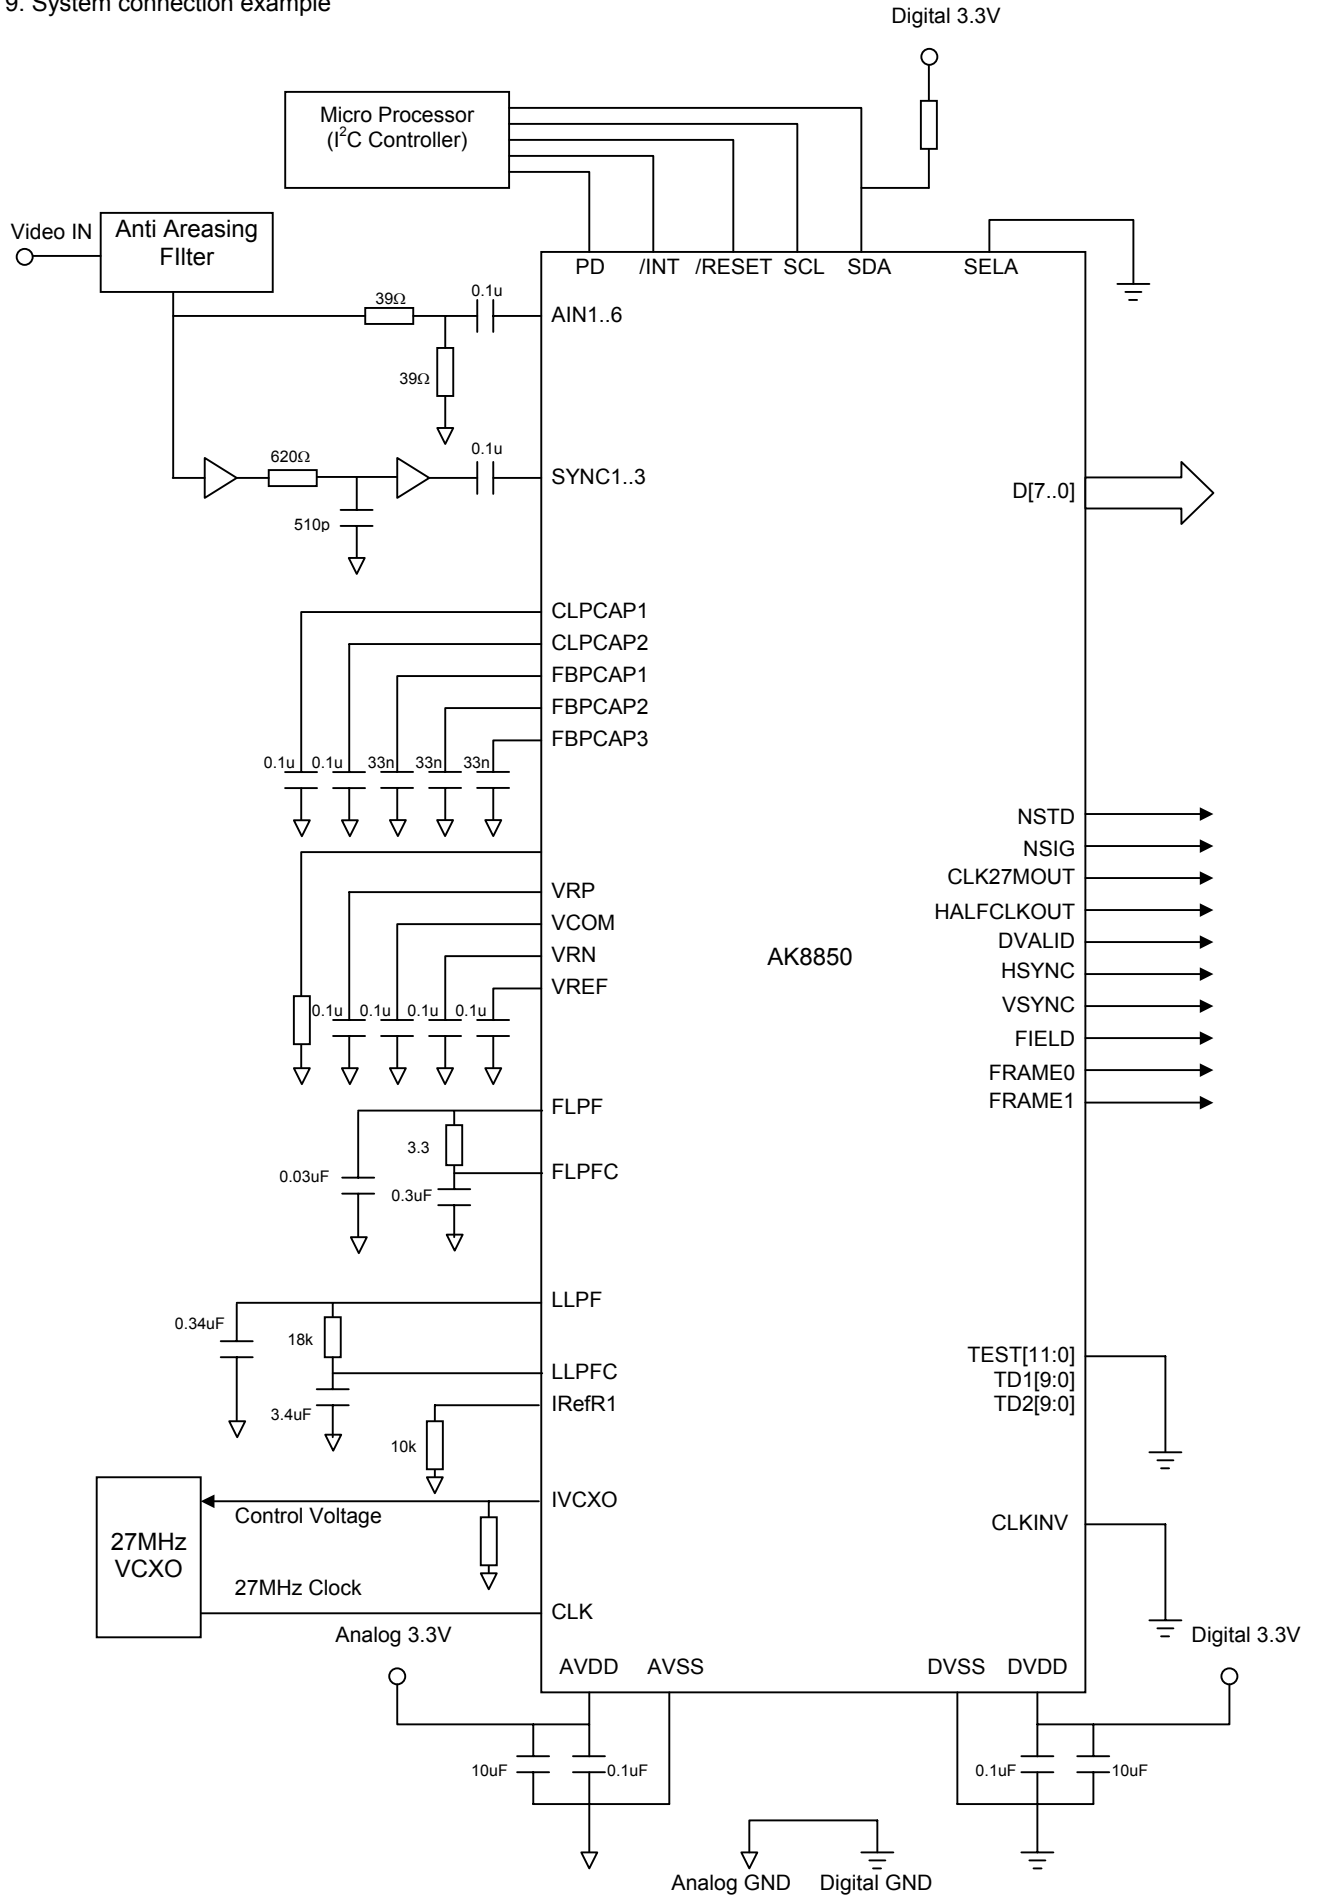 9. System connection example
Digital 3.3V
Micro Processor
(I²C Controller)
Video IN
Anti Areasing
FIlter
PD /INT /RESET SCL SDA SELA
39Ω
0.1u
AIN1..6
39Ω
0.1u
620Ω
SYNC1..3
D[7..0]
510p
CLPCAP1
CLPCAP2
FBPCAP1
FBPCAP2
FBPCAP3
0.1u 0.1u 33n 33n 33n
NSTD
NSIG
CLK27MOUT
HALFCLKOUT
DVALID
HSYNC
VSYNC
FIELD
FRAME0
FRAME1
VRP
VCOM
VRN
VREF
AK8850
0.1u 0.1u 0.1u 0.1u
FLPF
3.3
FLPFC
0.03uF
0.3uF
LLPF
0.34uF
18k
LLPFC
3.4uF
IRefR1
10k
TEST[11:0]
TD1[9:0]
TD2[9:0]
IVCXO
Control Voltage
27MHz
VCXO
CLKINV
27MHz Clock
CLK
Analog 3.3V
Digital 3.3V
AVDD AVSS DVSS DVDD
10uF 0.1uF 0.1uF 10uF
Analog GND Digital GND